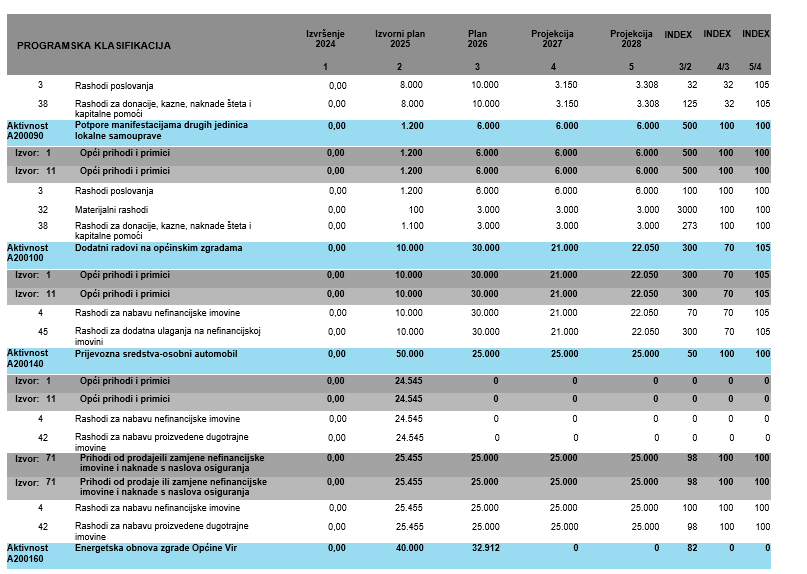 PROGRAMSKA KLASIFIKACIJA Izvršenje 2024 Izvorni plan 2025 Plan 2026 Projekcija 2027 Projekcija 2028 INDEX INDEX INDEX
1 2 3 4 5 3/2 4/3 5/4
3 Rashodi poslovanja 0,00 8.000 10.000 3.150 3.308 32 32 105
38 Rashodi za donacije, kazne, naknade šteta i 0,00 8.000 10.000 3.150 3.308 125 32 105
kapitalne pomoći
Aktivnost Potpore manifestacijama drugih jedinica 0,00 1.200 6.000 6.000 6.000 500 100 100
A200090 lokalne samouprave
Izvor: 1 Opći prihodi i primici 0,00 1.200 6.000 6.000 6.000 500 100 100
Izvor: 11 Opći prihodi i primici 0,00 1.200 6.000 6.000 6.000 500 100 100
3 Rashodi poslovanja 0,00 1.200 6.000 6.000 6.000 100 100 100
32 Materijalni rashodi 0,00 100 3.000 3.000 3.000 3000 100 100
38 Rashodi za donacije, kazne, naknade šteta i 0,00 1.100 3.000 3.000 3.000 273 100 100
kapitalne pomoći
Aktivnost Dodatni radovi na općinskim zgradama 0,00 10.000 30.000 21.000 22.050 300 70 105
A200100
Izvor: 1 Opći prihodi i primici 0,00 10.000 30.000 21.000 22.050 300 70 105
Izvor: 11 Opći prihodi i primici 0,00 10.000 30.000 21.000 22.050 300 70 105
4 Rashodi za nabavu nefinancijske imovine 0,00 10.000 30.000 21.000 22.050 70 70 105
45 Rashodi za dodatna ulaganja na nefinancijskoj 0,00 10.000 30.000 21.000 22.050 300 70 105
imovini
Aktivnost Prijevozna sredstva-osobni automobil 0,00 50.000 25.000 25.000 25.000 50 100 100
A200140
Izvor: 1 Opći prihodi i primici 0,00 24.545 0 0 0 0 0 0
Izvor: 11 Opći prihodi i primici 0,00 24.545 0 0 0 0 0 0
4 Rashodi za nabavu nefinancijske imovine 0,00 24.545 0 0 0 0 0 0
42 Rashodi za nabavu proizvedene dugotrajne 0,00 24.545 0 0 0 0 0 0
imovine
Izvor: 71 Prihodi od prodajeili zamjene nefinancijske 0,00 25.455 25.000 25.000 25.000 98 100 100
imovine i naknade s naslova osiguranja
Izvor: 71 Prihodi od prodaje ili zamjene nefinancijske 0,00 25.455 25.000 25.000 25.000 98 100 100
imovine i naknade s naslova osiguranja
4 Rashodi za nabavu nefinancijske imovine 0,00 25.455 25.000 25.000 25.000 100 100 100
42 Rashodi za nabavu proizvedene dugotrajne 0,00 25.455 25.000 25.000 25.000 98 100 100
imovine
Aktivnost Energetska obnova zgrade Općine Vir 0,00 40.000 32.912 0 0 82 0 0
A200160